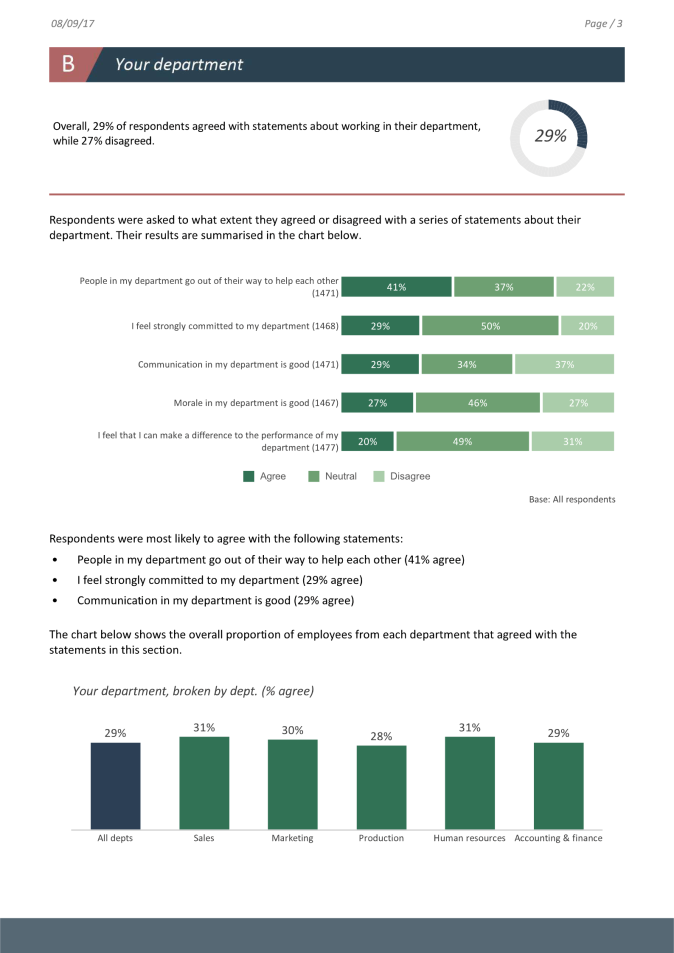 08/09/17
Page / 3
B
Your department
Overall, 29% of respondents agreed with statements about working in their department,
while 27% disagreed.
29%
Respondents were asked to what extent they agreed or disagreed with a series of statements about their
department. Their results are summarised in the chart below.
People in my department go out of their way to help each other
(1471)
41% 37% 22%
I feel strongly committed to my department (1468) 29% 50% 20%
Communication in my department is good (1471) 29% 34% 37%
Morale in my department is good (1467) 27% 46% 27%
I feel that I can make a difference to the performance of my
department (1477)
20% 49% 31%
Agree Neutral Disagree
Base: All respondents
Respondents were most likely to agree with the following statements:
• People in my department go out of their way to help each other (41% agree)
• I feel strongly committed to my department (29% agree)
• Communication in my department is good (29% agree)
The chart below shows the overall proportion of employees from each department that agreed with the
statements in this section.
Your department, broken by dept. (% agree)
29% 31% 30% 28% 31% 29%
All depts Sales Marketing Production Human resources Accounting & finance